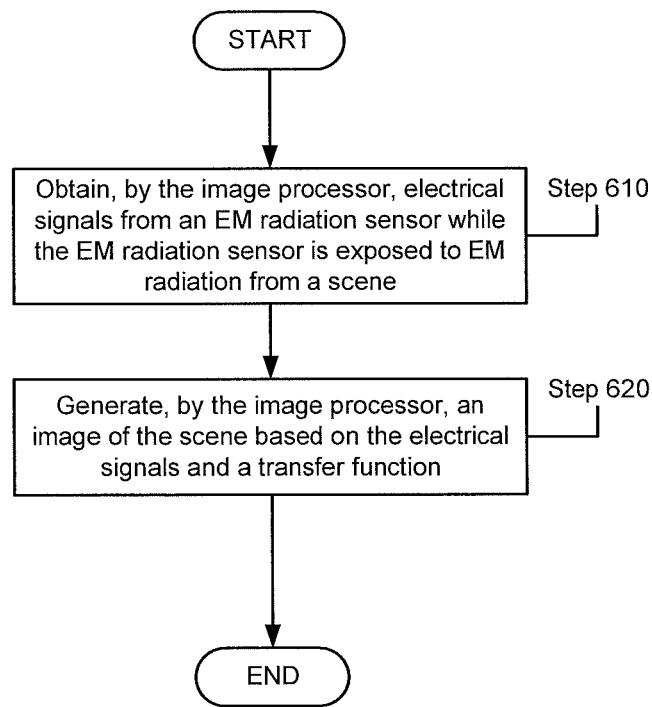 START
Obtain, by the image processor, electrical
signals from an EM radiation sensor while
the EM radiation sensor is exposed to EM
radiation from a scene
Step 610
Generate, by the image processor, an
image of the scene based on the electrical
signals and a transfer function
Step 620
END